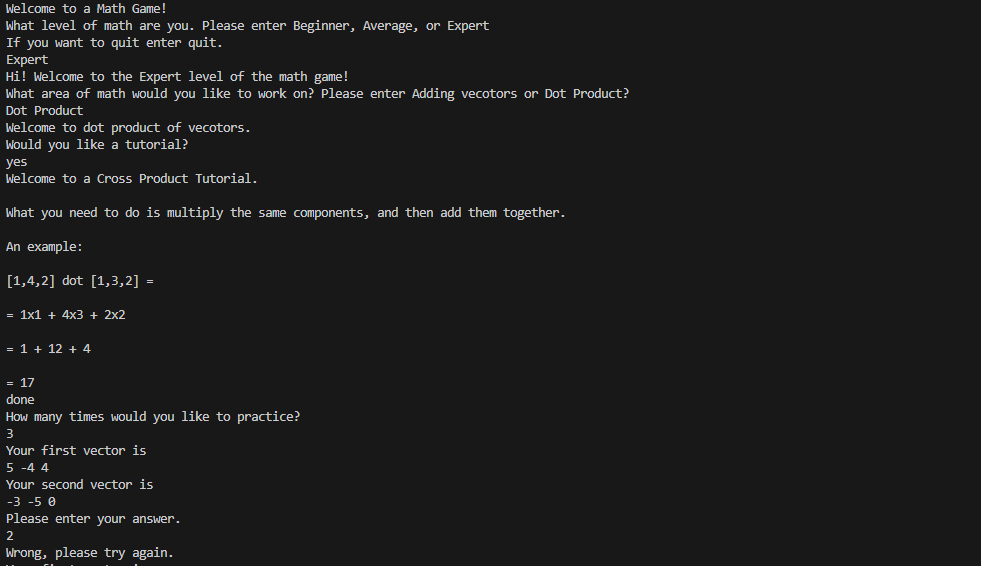 Welcome to a Math Game!
What level of math are you. Please enter Beginner, Average, or Expert
If you want to quit enter quit.
Expert
Hi! Welcome to the Expert level of the math game!
What area of math would you like to work on? Please enter Adding vecotors or Dot Product?
Dot Product
Welcome to dot product of vecotors.
Would you like a tutorial?
yes
Welcome to a Cross Product Tutorial.
What you need to do is multiply the same components, and then add them together.
An example:
[1,4,2] dot [1,3,2] =
= 1x1 + 4x3 + 2x2
= 1 + 12 + 4
= 17
done
How many times would you like to practice?
3
Your first vector is
5 -4 4
Your second vector is
-3 -5 0
Please enter your answer.
2
Wrong, please try again.